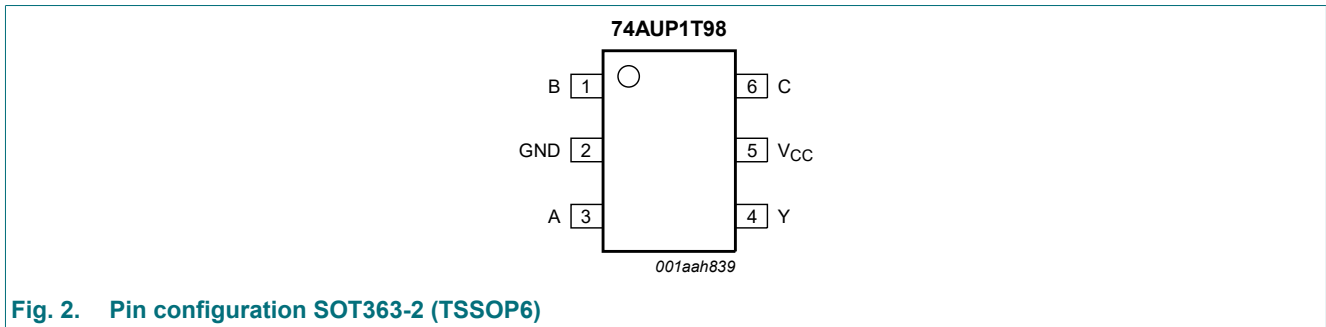 74AUP1T98
B 1 6 C
GND 2 5 VCC
A 3 4 Y
001aah839
Fig. 2. Pin configuration SOT363-2 (TSSOP6)